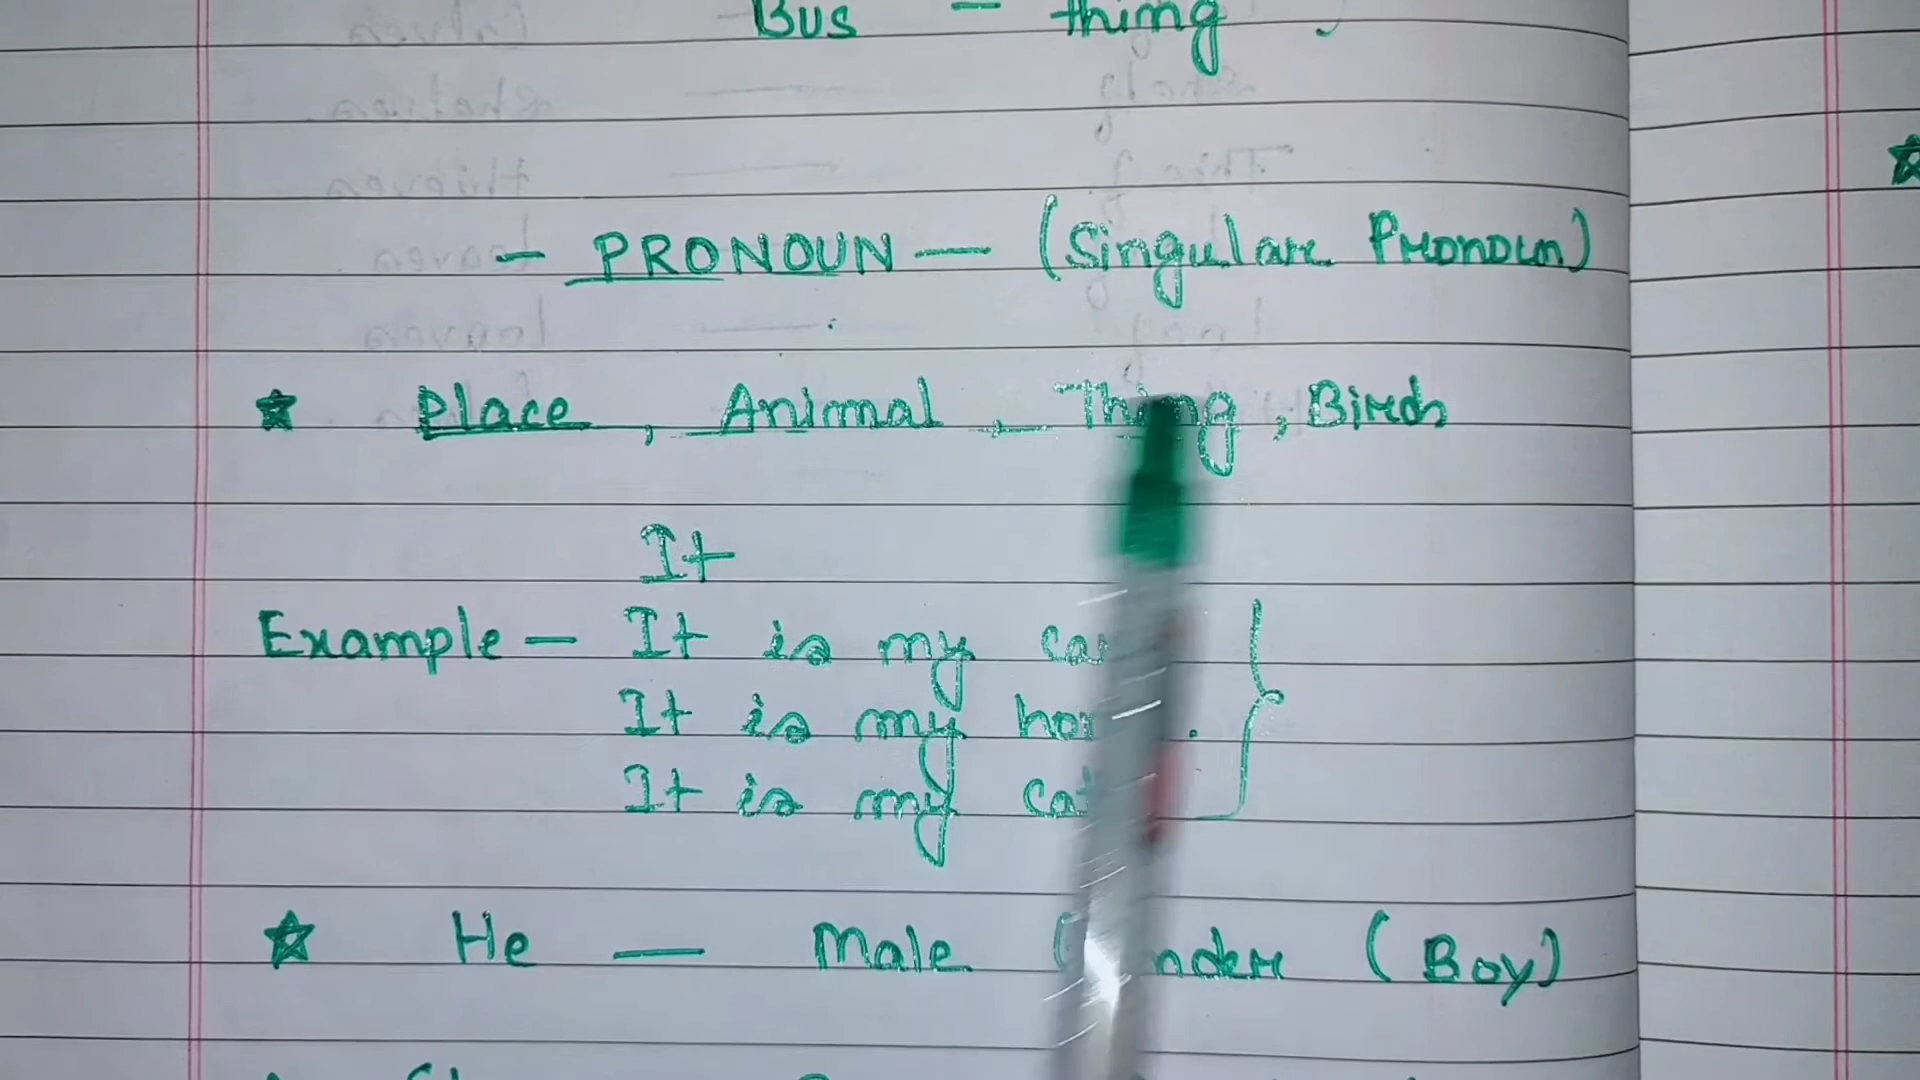 Bus - thing
- PRONOUN - (Singular Pronoun)
Place, Animal, Thing, Birds
It
Example - It is my
It is my
It is my
He - Male Gender (Boy)